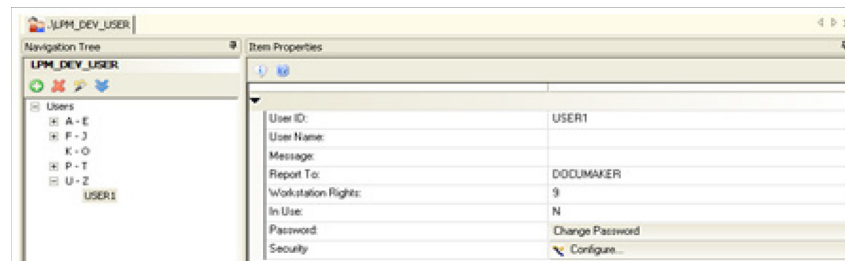 .\LPM_DEV_USER
Navigation Tree
Item Properties
LPM_DEV_USER
Users
A - E
F - J
K - O
P - T
U - Z
USER1
User ID: USER1
User Name:
Message:
Report To: DOCUMAKER
Workstation Rights: 9
In Use: N
Password: Change Password
Security Configure...